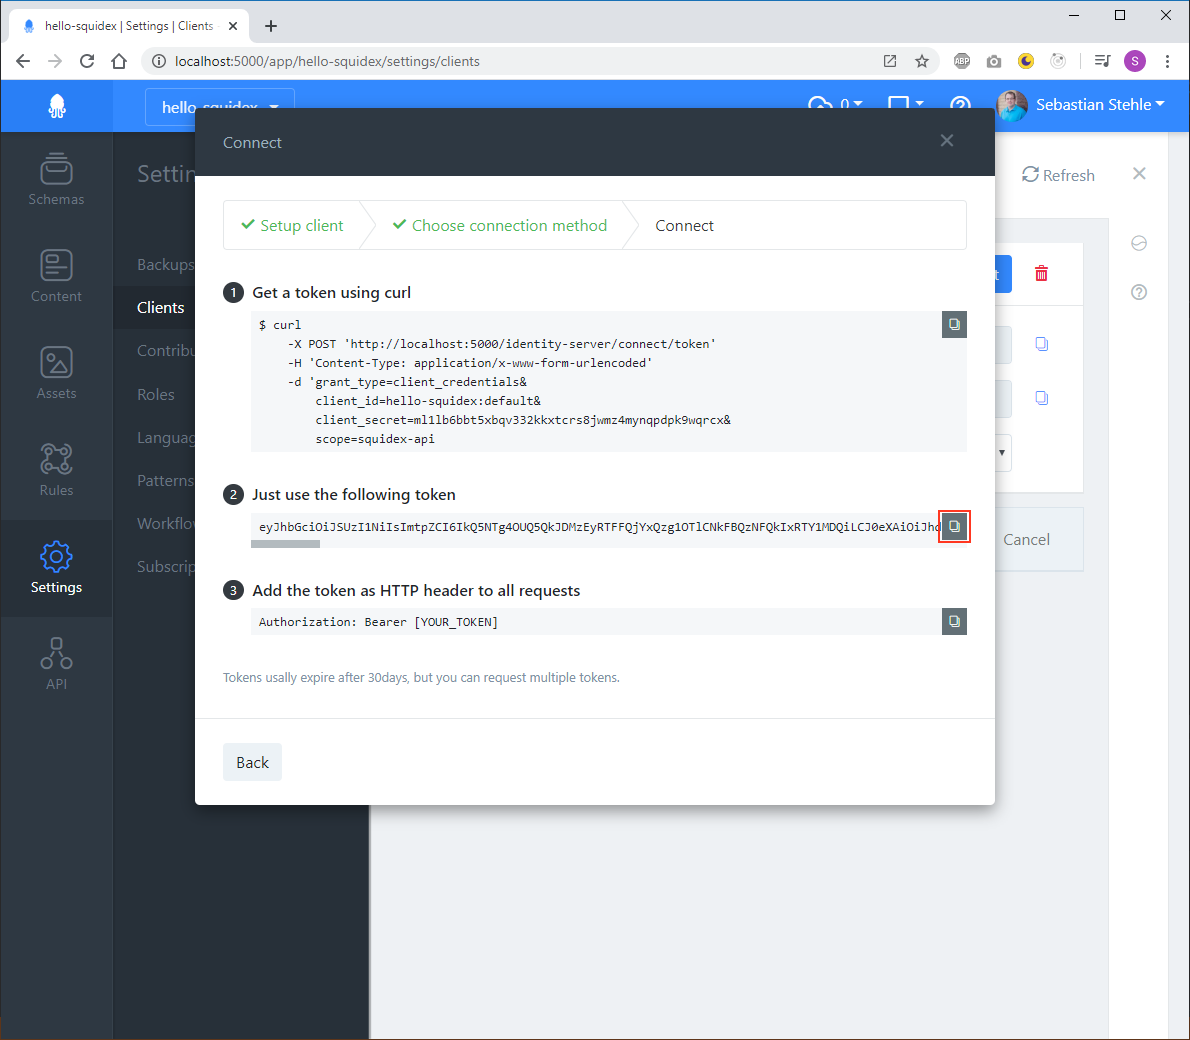 hello-squidex | Settings | Clients
localhost:5000/app/hello-squidex/settings/clients
ABP
S
hello-squidex
0
Sebastian Stehle
Schemas
Content
Assets
Rules
Settings
API
Settin
Backups
Clients
Contribu
Roles
Languag
Patterns
Workflov
Subscrip
Refresh
t
Cancel
Connect
Setup client
Choose connection method
Connect
1 Get a token using curl
$ curl
-X POST 'http://localhost:5000/identity-server/connect/token'
-H 'Content-Type: application/x-www-form-urlencoded'
-d 'grant_type=client_credentials&
client_id=hello-squidex:default&
client_secret=ml1lb6bbt5xbqv332kkxtcrs8jwmz4mynqpdpk9wqrcx&
scope=squidex-api
2 Just use the following token
eyJhbGciOiJSUzI1NiIsImtpZCI6IkQ5NTg4OUQ5QkJDMzEyRTFFQjYxQzg1OTlCNkFBQzNFQkIxRTY1MDQiLCJ0eXAiOiJhd
3 Add the token as HTTP header to all requests
Authorization: Bearer [YOUR_TOKEN]
Tokens usally expire after 30days, but you can request multiple tokens.
Back